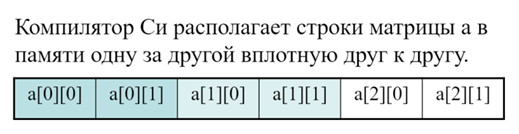 Компилятор Си располагает строки матрицы a в
памяти одну за другой вплотную друг к другу.
a[0][0] a[0][1] a[1][0] a[1][1] a[2][0] a[2][1]